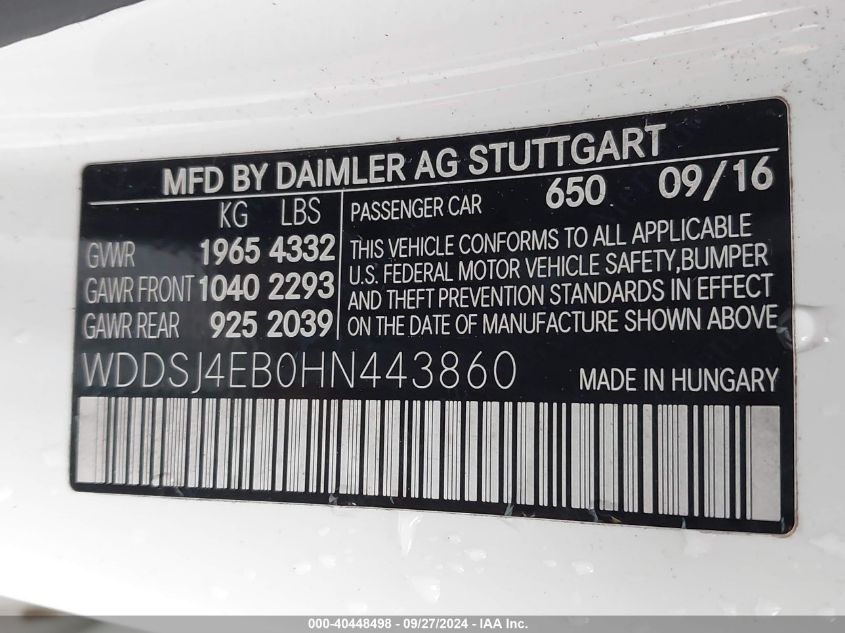 MFD BY DAIMLER AG STUTTGART
KG LBS
GVWR 1965 4332
GAWR FRONT 1040 2293
GAWR REAR 925 2039
PASSENGER CAR 650 09/16
THIS VEHICLE CONFORMS TO ALL APPLICABLE
U.S. FEDERAL MOTOR VEHICLE SAFETY,BUMPER
AND THEFT PREVENTION STANDARDS IN EFFECT
ON THE DATE OF MANUFACTURE SHOWN ABOVE
WDDSJ4EB0HN443860 MADE IN HUNGARY
000-40448498 - 09/27/2024 - IAA Inc.